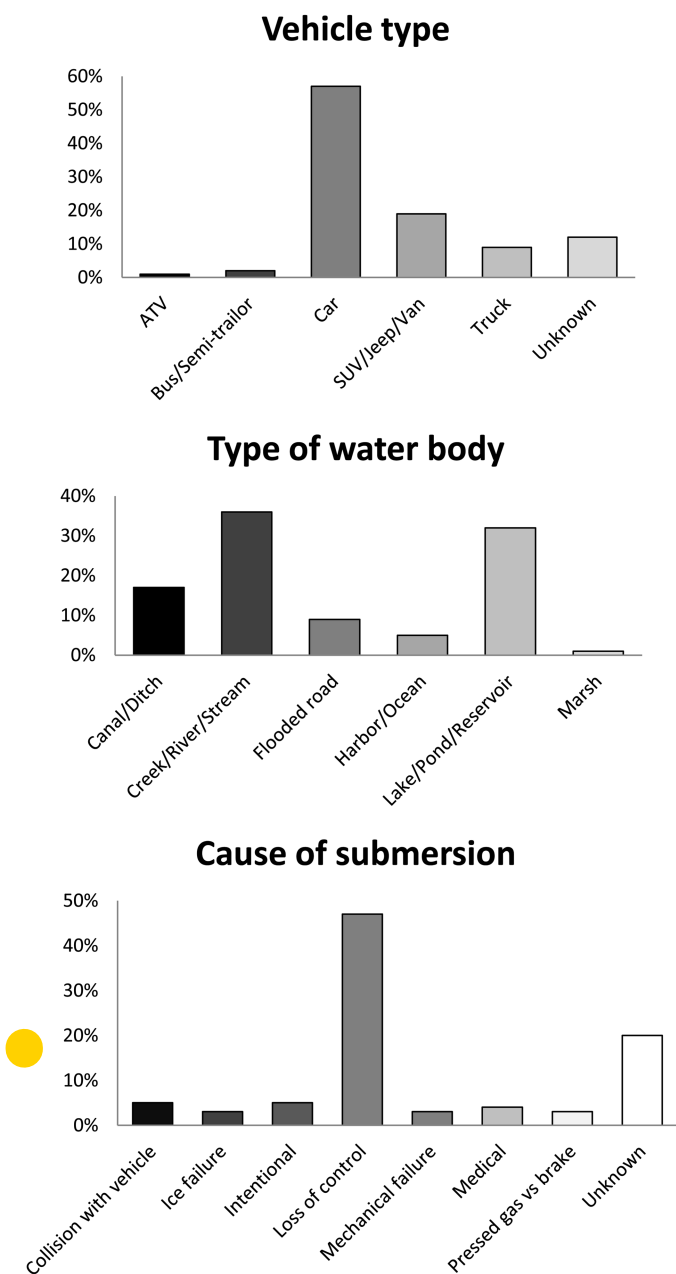 Vehicle type
60%
50%
40%
30%
20%
10%
0%
ATV
Bus/Semi-trailor
Car
SUV/Jeep/Van
Truck
Unknown
Type of water body
40%
30%
20%
10%
0%
Canal/Ditch
Creek/River/Stream
Flooded road
Harbor/Ocean
Lake/Pond/Reservoir
Marsh
Cause of submersion
50%
40%
30%
20%
10%
0%
Collision with vehicle
Ice failure
Intentional
Loss of control
Mechanical failure
Medical
Pressed gas vs brake
Unknown